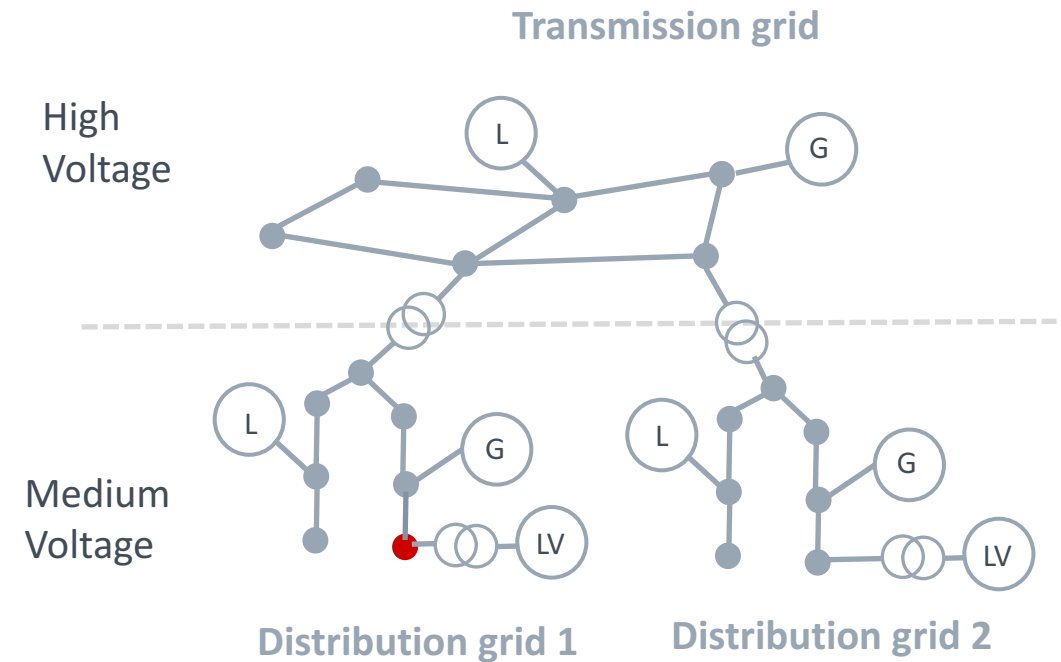 Transmission grid
High
Voltage
L
G
L
G
L
G
Medium
Voltage
LV
LV
Distribution grid 1
Distribution grid 2